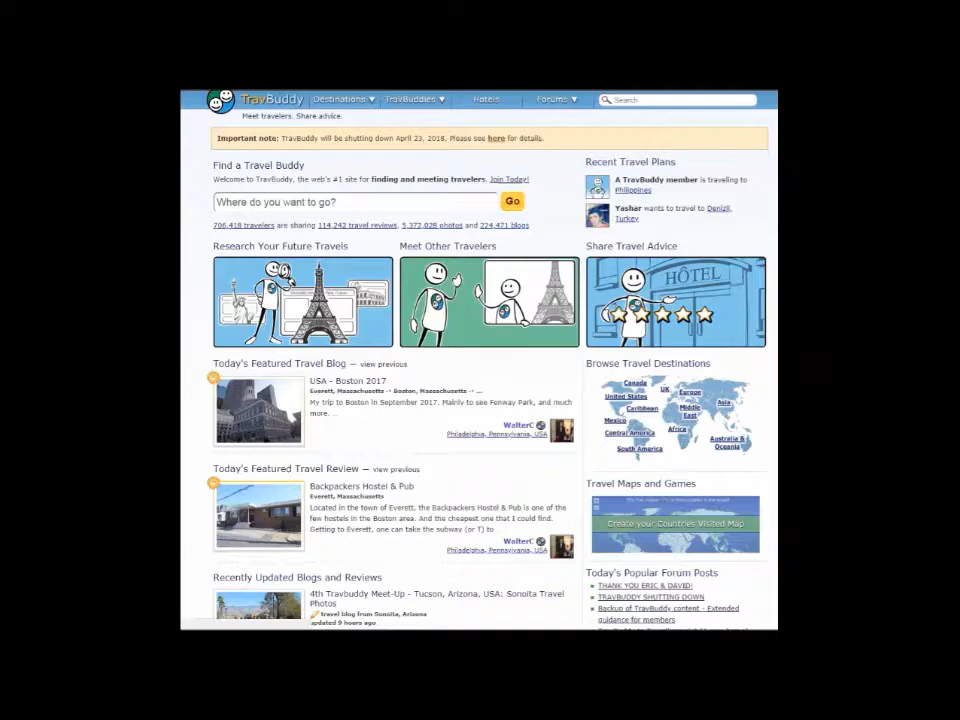 TravBuddy
Destinations ▼
TravBuddies ▼
Hotels
Forums ▼
Search
Meet travelers. Share advice.
Important note: TravBuddy will be shutting down April 23, 2018. Please see here for details.
Find a Travel Buddy
Welcome to TravBuddy, the web's #1 site for finding and meeting travelers. Join Today!
Where do you want to go?
Go
706,418 travelers are sharing 114,242 travel reviews, 5,372,028 photos and 224,471 blogs
Recent Travel Plans
A TravBuddy member is traveling to
Philippines
Yashar wants to travel to Denizli,
Turkey
Research Your Future Travels
Meet Other Travelers
Share Travel Advice
HÔTEL
Today's Featured Travel Blog — view previous
USA - Boston 2017
Everett, Massachusetts -> Boston, Massachusetts -> ...
My trip to Boston in September 2017. Mainly to see Fenway Park, and much
more. ...
WalterC
Philadelphia, Pennsylvania, USA
Today's Featured Travel Review — view previous
Backpackers Hostel & Pub
Everett, Massachusetts
Located in the town of Everett, the Backpackers Hostel & Pub is one of the
few hostels in the Boston area. And the cheapest one that I could find.
Getting to Everett, one can take the subway (or T) to
WalterC
Philadelphia, Pennsylvania, USA
Recently Updated Blogs and Reviews
4th Travbuddy Meet-Up - Tucson, Arizona, USA: Sonoita Travel
Photos
travel blog from Sonoita, Arizona
updated 9 hours ago
Browse Travel Destinations
Canada
United States
UK
Europe
Caribbean
Middle
East
Asia
Mexico
Central America
Africa
South America
Australia &
Oceania
Travel Maps and Games
Create your Countries Visited Map
Today's Popular Forum Posts
THANK YOU ERIC & DAVID!
TRAVBUDDY SHUTTING DOWN
Backup of TravBuddy content - Extended
guidance for members